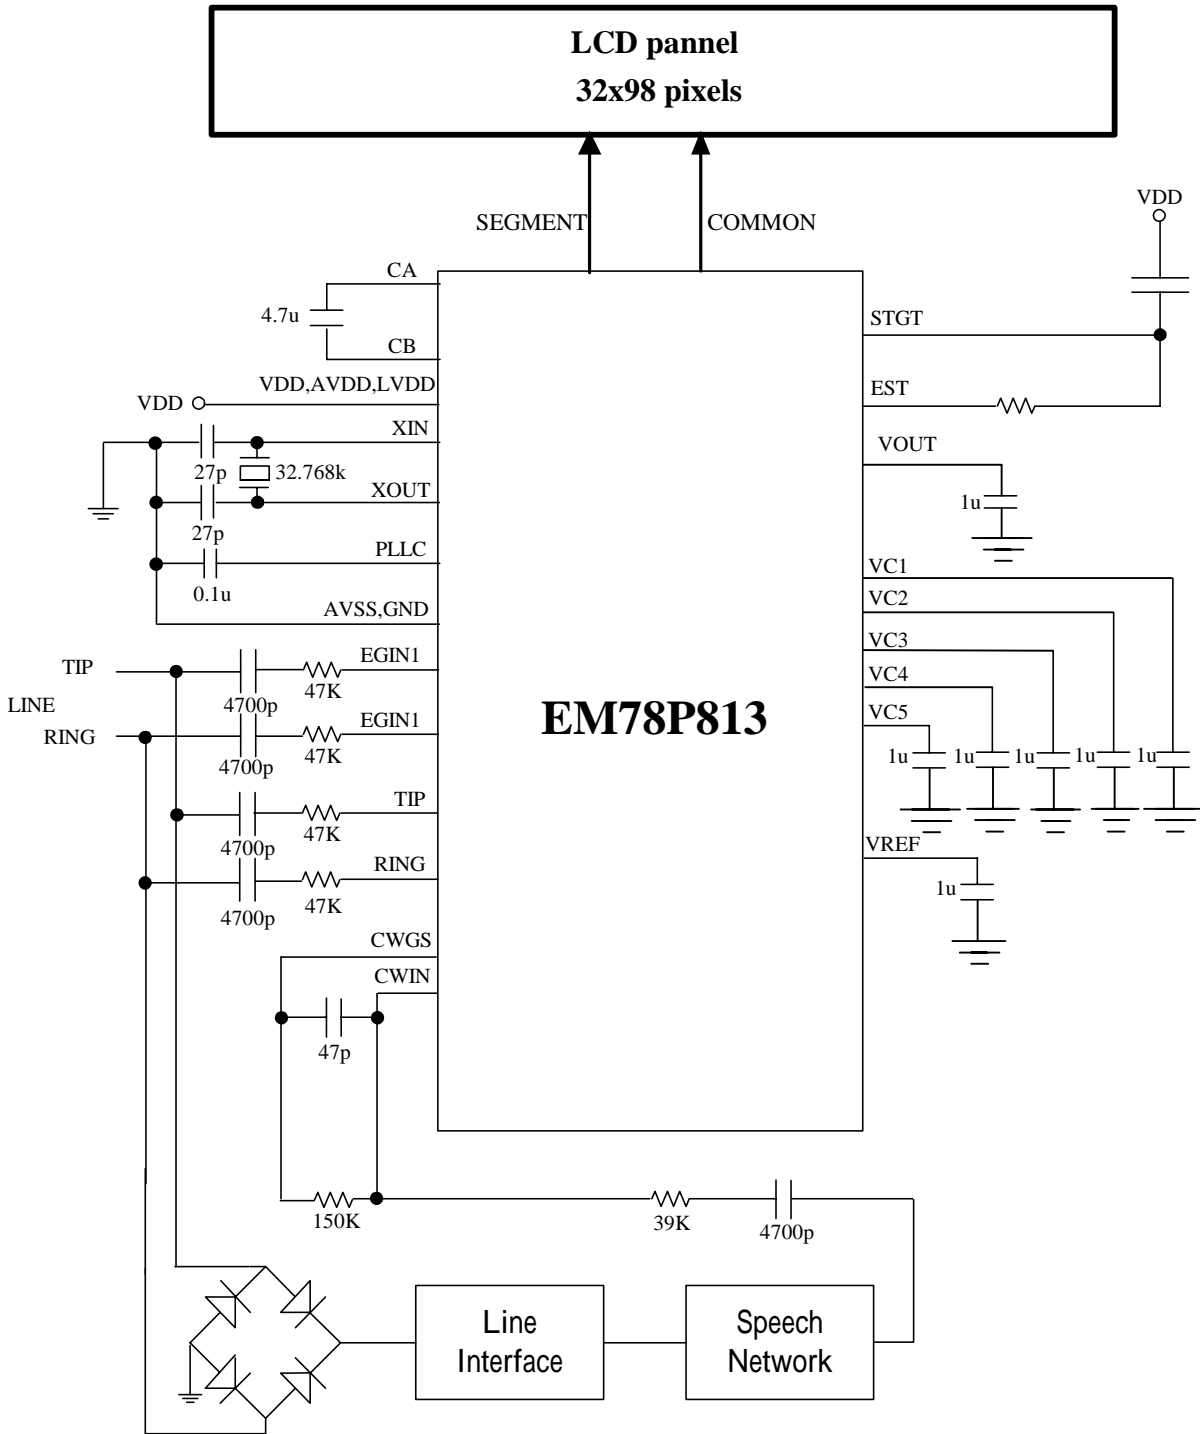 LCD pannel
32x98 pixels
SEGMENT
COMMON
VDD
CA
4.7u
CB
STGT
VDD,AVDD,LVDD
VDD
EST
XIN
27p
32.768k
VOUT
XOUT
27p
1u
PLLC
0.1u
VC1
AVSS,GND
VC2
TIP
EGIN1
4700p
47K
VC3
LINE
VC4
RING
EGIN1
4700p
47K
VC5
EM78P813
1u
1u
1u
1u
1u
TIP
4700p
47K
VREF
RING
4700p
47K
1u
CWGS
CWIN
47p
150K
39K
4700p
Line
Interface
Speech
Network